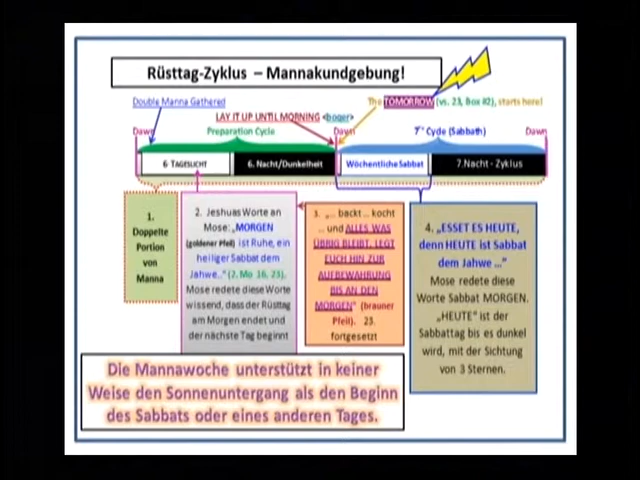 Rüsttag-Zyklus – Mannakundgebung!
Double Manna Gathered
The TOMORROW (vs. 23, Box #2), starts here!
LAY IT UP UNTIL MORNING <boqer>
Dawn
Preparation Cycle
Dawn
7th Cycle (Sabbath)
Dawn
6 TAGESLICHT
6. Nacht/Dunkelheit
Wöchentliche Sabbat
7.Nacht - Zyklus
1.
Doppelte
Portion
von
Manna
2. Jeshuas Worte an
Mose: „MORGEN
(goldener Pfeil) ist Ruhe, ein
heiliger Sabbat dem
Jahwe..“ (2. Mo 16, 23).
Mose redete diese Worte
wissend, dass der Rüsttag
am Morgen endet und
der nächste Tag beginnt
3. „... backt .. kocht
.. und ALLES WAS
ÜBRIG BLEIBT, LEGT
EUCH HIN ZUR
AUFBEWAHRUNG
BIS AN DEN
MORGEN“ (brauner
Pfeil). 23.
fortgesetzt
4. „ESSET ES HEUTE,
denn HEUTE ist Sabbat
dem Jahwe ...“
Mose redete diese
Worte Sabbat MORGEN.
„HEUTE“ ist der
Sabbattag bis es dunkel
wird, mit der Sichtung
von 3 Sternen.
Die Mannawoche unterstützt in keiner
Weise den Sonnenuntergang als den Beginn
des Sabbats oder eines anderen Tages.